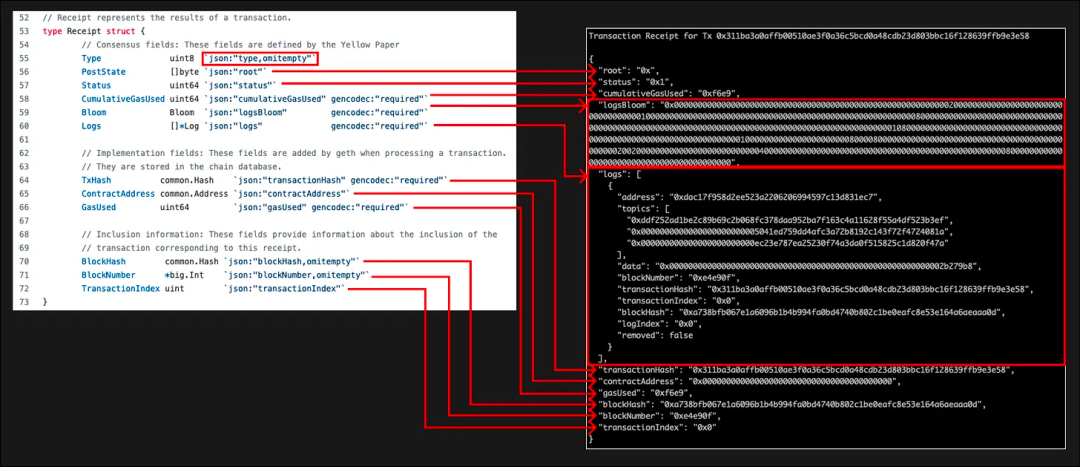 52 // Receipt represents the results of a transaction.
53 type Receipt struct {
54 // Consensus fields: These fields are defined by the Yellow Paper
55 Type uint8 `json:"type,omitempty"`
56 PostState []byte `json:"root"`
57 Status uint64 `json:"status"`
58 CumulativeGasUsed uint64 `json:"cumulativeGasUsed" gencodec:"required"`
59 Bloom Bloom `json:"logsBloom" gencodec:"required"`
60 Logs []*Log `json:"logs" gencodec:"required"`
61
62 // Implementation fields: These fields are added by geth when processing a transaction.
63 // They are stored in the chain database.
64 TxHash common.Hash `json:"transactionHash" gencodec:"required"`
65 ContractAddress common.Address `json:"contractAddress"`
66 GasUsed uint64 `json:"gasUsed" gencodec:"required"`
67
68 // Inclusion information: These fields provide information about the inclusion of the
69 // transaction corresponding to this receipt.
70 BlockHash common.Hash `json:"blockHash,omitempty"`
71 BlockNumber *big.Int `json:"blockNumber,omitempty"`
72 TransactionIndex uint `json:"transactionIndex"`
73 }
Transaction Receipt for Tx 0x311ba3a0affb00510ae3f0a36c5bcd0a48cdb23d803bbc16f128639ffb9e3e58
{
"root": "0x",
"status": "0x1",
"cumulativeGasUsed": "0xf6e9",
"logsBloom":
"logs": [
{
"address": "0xdac17f958d2ee523a2206206994597c13d831ec7",
"topics": [
"0xddf252ad1be2c89b69c2b068fc378daa952ba7f163c4a11628f55a4df523b3ef",
"0x0000000000000000000000005041ed759dd4afc3a72b8192c143f72f4724081a",
"0x000000000000000000000000ec23e787ea25230f74a3da0f515825c1d820f47a"
],
"data": "0x000000000000000000000000000000000000000000000000000000002b279b8",
"blockNumber": "0xe4e90f",
"transactionHash": "0x311ba3a0affb00510ae3f0a36c5bcd0a48cdb23d803bbc16f128639ffb9e3e58",
"transactionIndex": "0x0",
"blockHash": "0xa738bfb067e1a6096b1b4b994fa0bd4740b802c1be0eafc8e53e164a6aeaaa0d",
"logIndex": "0x0",
"removed": false
}
],
"transactionHash": "0x311ba3a0affb00510ae3f0a36c5bcd0a48cdb23d803bbc16f128639ffb9e3e58",
"contractAddress": "0x0000000000000000000000000000000000000000",
"gasUsed": "0xf6e9",
"blockHash": "0xa738bfb067e1a6096b1b4b994fa0bd4740b802c1be0eafc8e53e164a6aeaaa0d",
"blockNumber": "0xe4e90f",
"transactionIndex": "0x0"
}